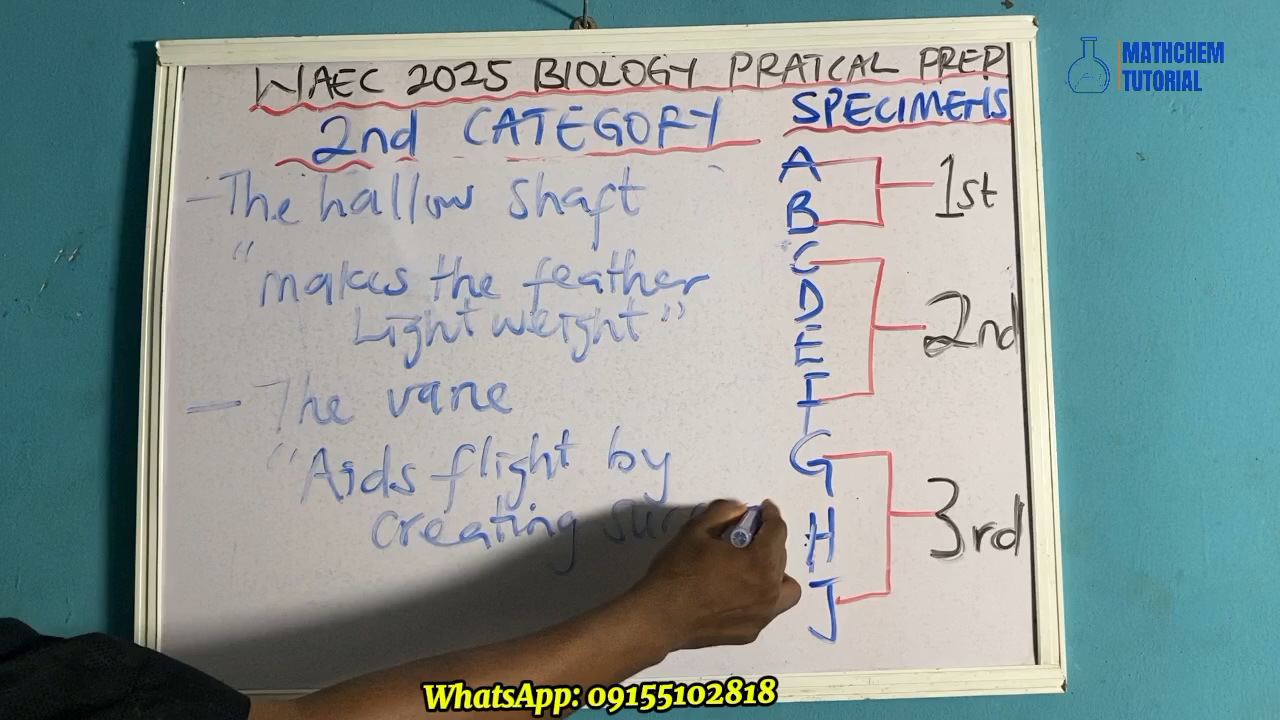 WAEC 2025 BIOLOGY PRATCAL PREP
MATHCHEM
TUTORIAL
2nd CATEGORY
- The hallow shaft
"makes the feather
Light weight"
- The vane
"Aids flight by
creating
SPECIMENS
A
B
1st
C
D
E
F
2nd
G
H
J
3rd
WhatsApp: 09155102818